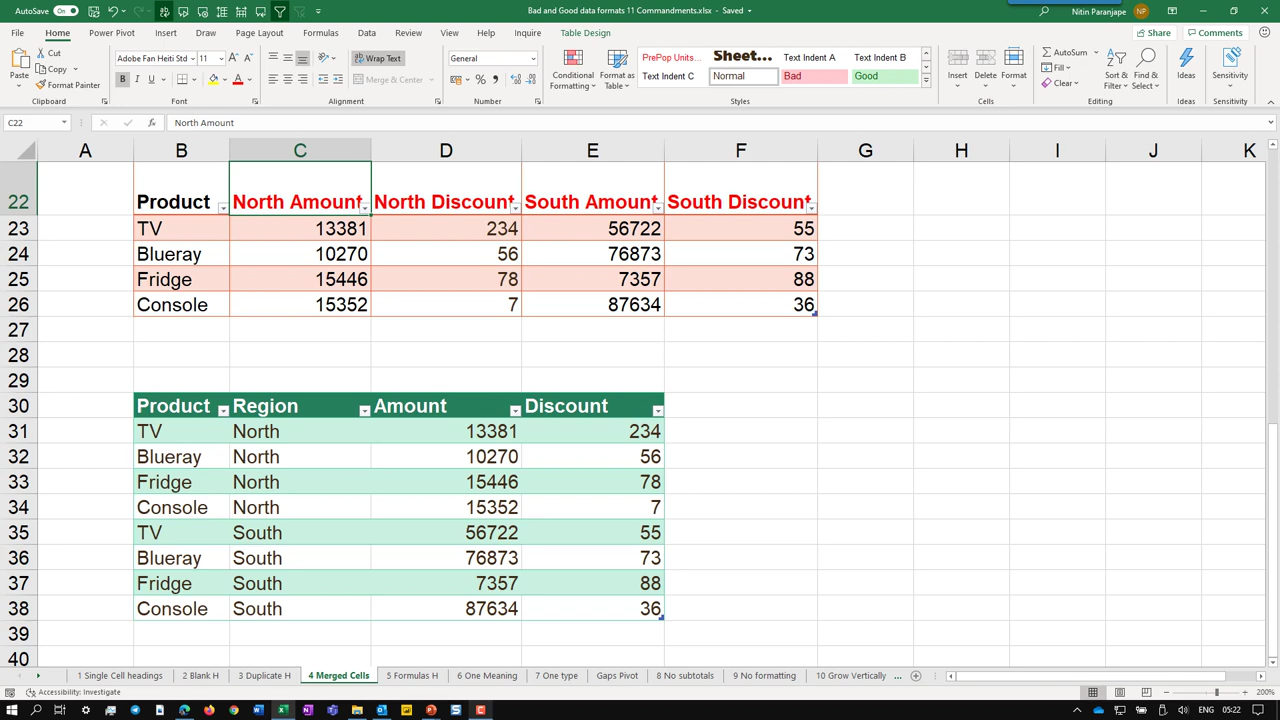 AutoSave On Bad and Good data formats 11 Commandments.xlsx - Saved Nitin Paranjape NP
File Home PowerPivot Insert Draw Page Layout Formulas Data Review View Help Inquire Table Design Share Comments
Paste Cut Copy Format Painter
Adobe Fan Heiti Std 11
B I U
Wrap Text
Merge & Center
General
Conditional Formatting Format as Table
PrePop Units... Sheet... Text Indent A Text Indent B
Text Indent C Normal Bad Good
Insert Delete Format
AutoSum Fill Clear
Sort & Filter Find & Select
Ideas Sensitivity
Clipboard Font Alignment Number Styles Cells Editing Ideas Sensitivity
C22 fx North Amount
A B C D E F G H I J K
22 Product North Amount North Discount South Amount South Discount
23 TV 13381 234 56722 55
24 Blueray 10270 56 76873 73
25 Fridge 15446 78 7357 88
26 Console 15352 7 87634 36
27
28
29
30 Product Region Amount Discount
31 TV North 13381 234
32 Blueray North 10270 56
33 Fridge North 15446 78
34 Console North 15352 7
35 TV South 56722 55
36 Blueray South 76873 73
37 Fridge South 7357 88
38 Console South 87634 36
39
40
1 Single Cell headings 2 Blank H 3 Duplicate H 4 Merged Cells 5 Formulas H 6 One Meaning 7 One Type Gaps Pivot 8 No subtotals 9 No formatting 10 Grow Vertically ...
Accessibility: Investigate 200%
ENG 05:22